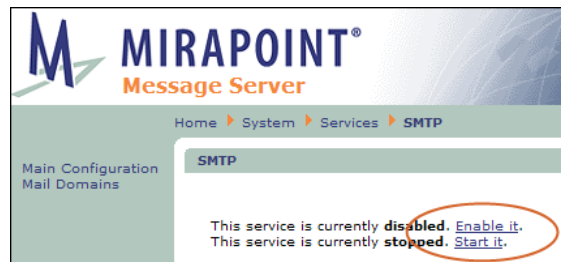 MIRAPOINT®
Message Server
Home System Services SMTP
Main Configuration
Mail Domains
SMTP
This service is currently disabled. Enable it.
This service is currently stopped. Start it.